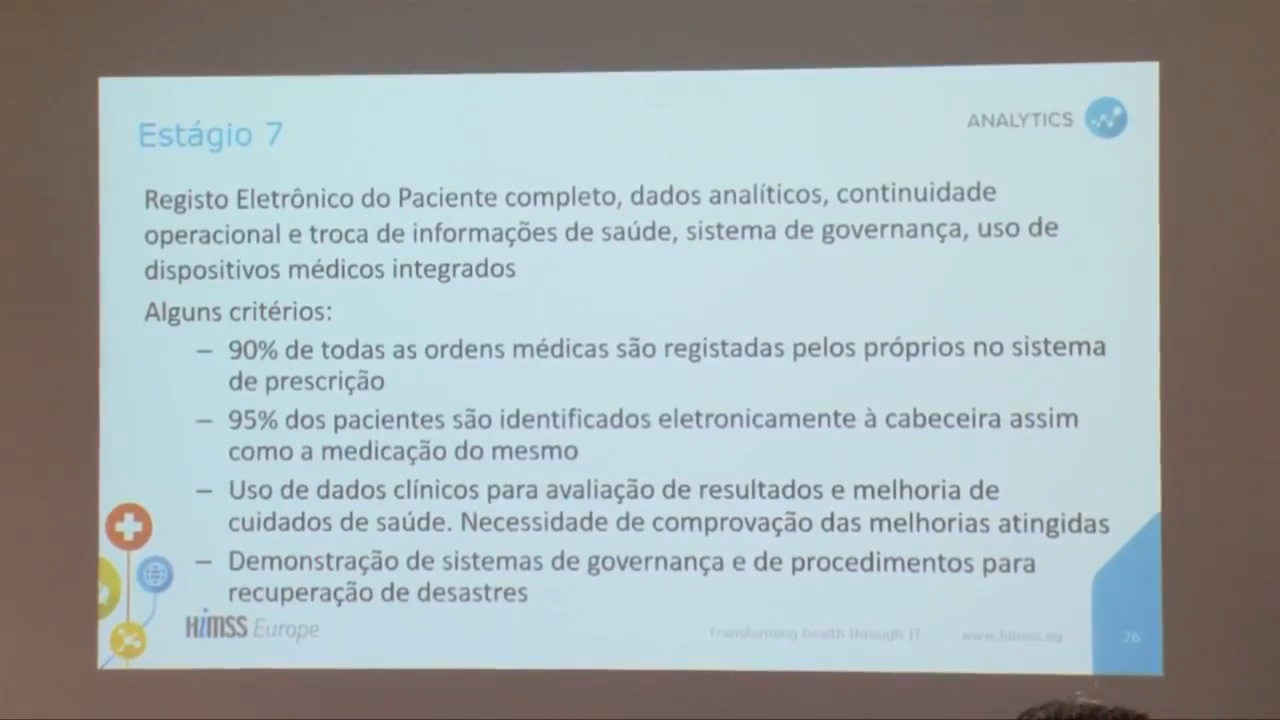 Estágio 7
ANALYTICS
Registo Eletrônico do Paciente completo, dados analíticos, continuidade
operacional e troca de informações de saúde, sistema de governança, uso de
dispositivos médicos integrados
Alguns critérios:
– 90% de todas as ordens médicas são registadas pelos próprios no sistema
de prescrição
– 95% dos pacientes são identificados eletronicamente à cabeceira assim
como a medicação do mesmo
– Uso de dados clínicos para avaliação de resultados e melhoria de
cuidados de saúde. Necessidade de comprovação das melhorias atingidas
– Demonstração de sistemas de governança e de procedimentos para
recuperação de desastres
HiMSS Europe
Transforming health through IT
www.himss.eu
26